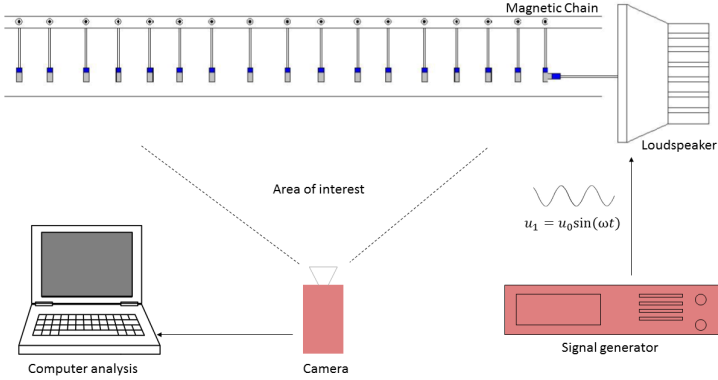 Magnetic Chain
Loudspeaker
Area of interest
u₁ = u₀sin(ωt)
Signal generator
Computer analysis
Camera